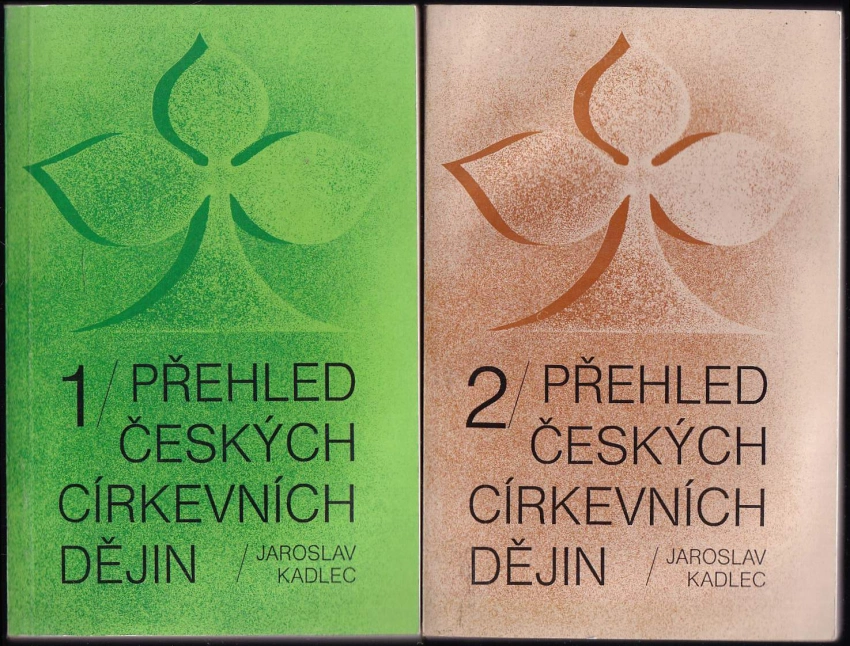 1/PŘEHLED
ČESKÝCH
CÍRKEVNÍCH
DĚJIN
/JAROSLAV
KADLEC
2/PŘEHLED
ČESKÝCH
CÍRKEVNÍCH
DĚJIN
/JAROSLAV
KADLEC